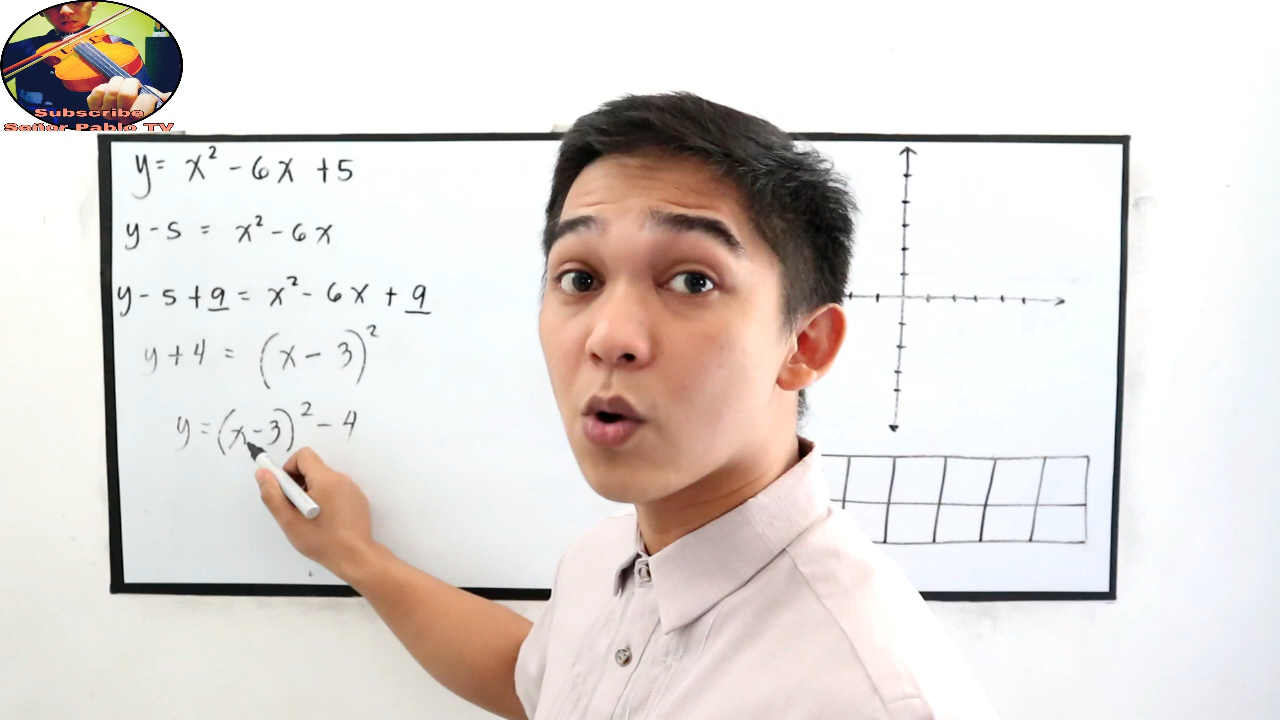 Subscribe
Señor Pablo TV
y = x² - 6x + 5
y - 5 = x² - 6x
y - 5 + 9 = x² - 6x + 9
y + 4 = (x - 3)²
y = (x - 3)² - 4